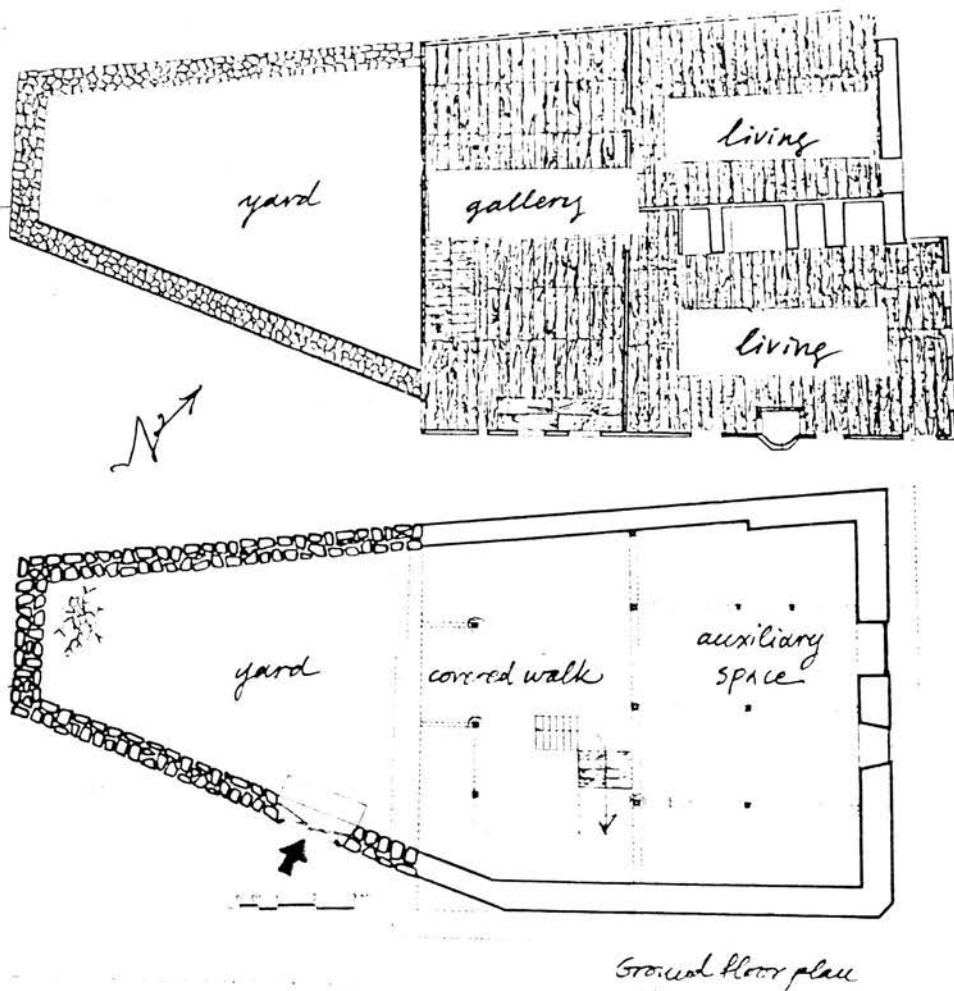 living
yard
gallery
living
N
auxiliary
space
yard
covered walk
Ground floor plan